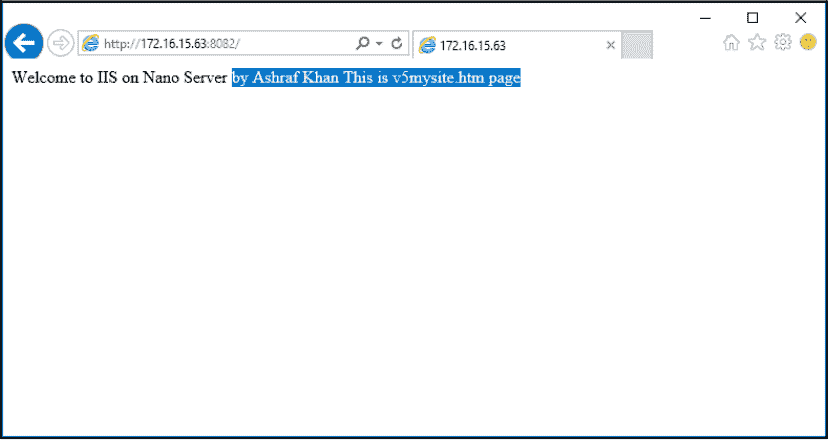 http://172.16.15.63:8082/
172.16.15.63
Welcome to IIS on Nano Server by Ashraf Khan This is v5mysite.htm page